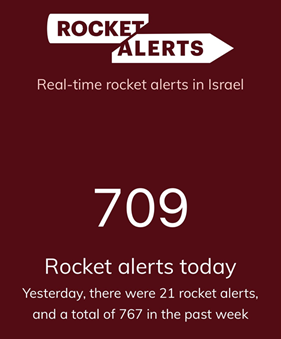 ROCKET
ALERTS
Real-time rocket alerts in Israel
709
Rocket alerts today
Yesterday, there were 21 rocket alerts,
and a total of 767 in the past week